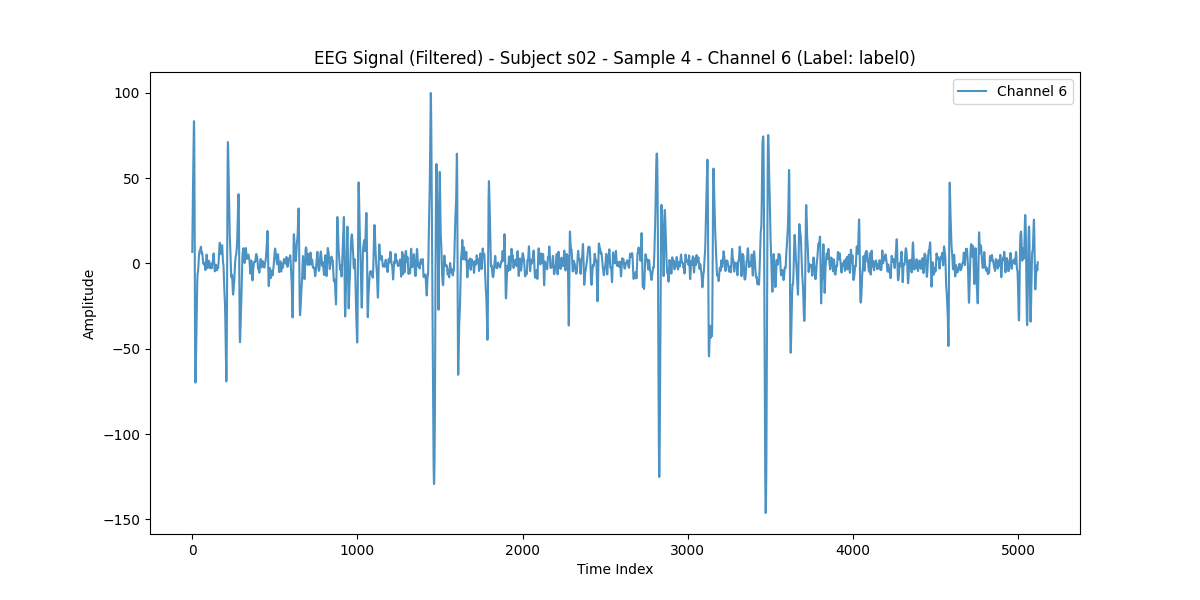 EEG Signal (Filtered) - Subject s02 - Sample 4 - Channel 6 (Label: label0)
Channel 6
100
50
0
−50
−100
−150
Amplitude
0 1000 2000 3000 4000 5000
Time Index